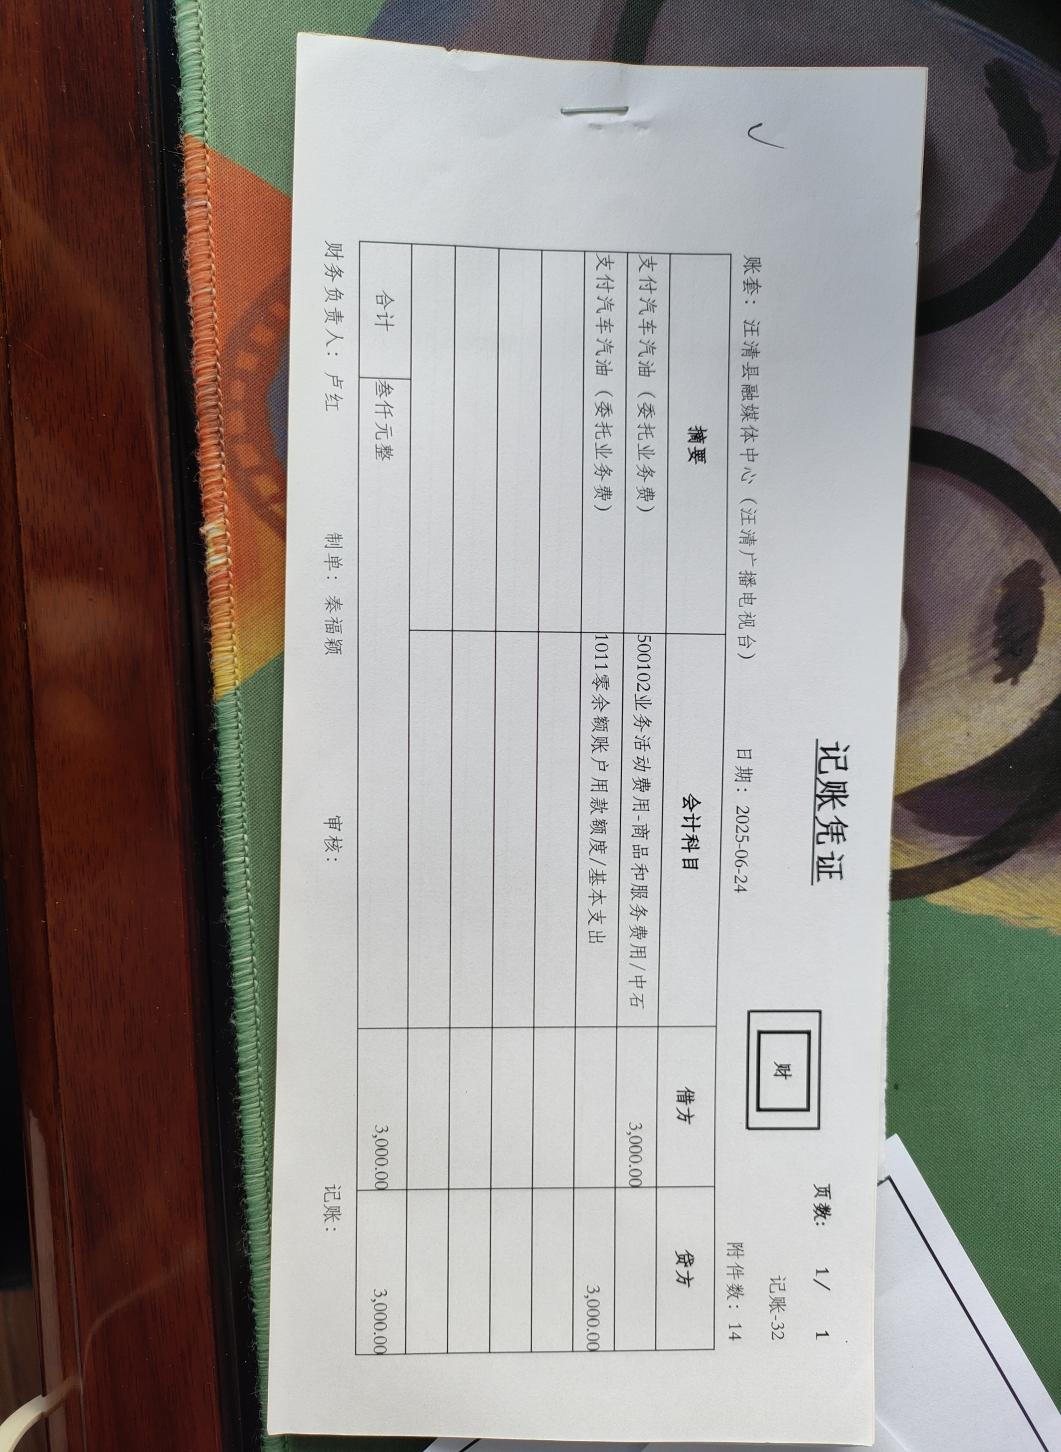 记账凭证
财
页数: 1/ 1
记账-32
账套: 汪清县融媒体中心 (汪清广播电视台) 日期: 2025-06-24 附件数: 14
摘要 会计科目 借方 贷方
支付汽车汽油 (委托业务费) 500102业务活动费用-商品和服务费用/中石 3,000.00
支付汽车汽油 (委托业务费) 1011零余额账户用款额度/基本支出 3,000.00
合计 叁仟元整 3,000.00 3,000.00
财务负责人: 卢红 制单: 秦福颖 审核: 记账: